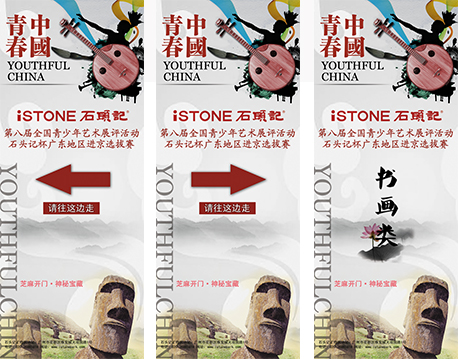 青春
中國
YOUTHFUL
CHINA
iSTONE 石頭記®
第八届全国青少年艺术展评活动
石头记杯广东地区进京选拔赛
请往这边走
YOUTHFULCHIN
芝麻开门·神秘宝藏
青春
中國
YOUTHFUL
CHINA
iSTONE 石頭記®
第八届全国青少年艺术展评活动
石头记杯广东地区进京选拔赛
请往这边走
YOUTHFULCHIN
芝麻开门·神秘宝藏
青春
中國
YOUTHFUL
CHINA
iSTONE 石頭記®
第八届全国青少年艺术展评活动
石头记杯广东地区进京选拔赛
书画类
YOUTHFULCHIN
芝麻开门·神秘宝藏